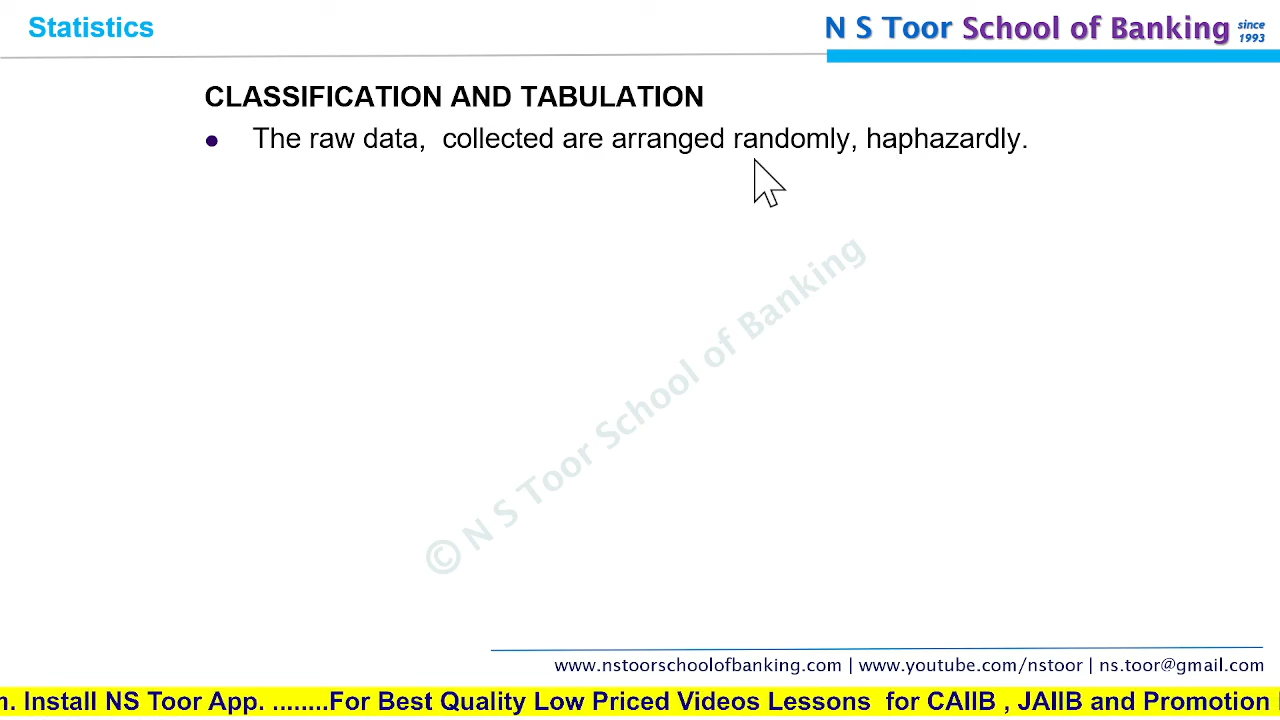 Statistics
N S Toor School of Banking since 1993
CLASSIFICATION AND TABULATION
• The raw data, collected are arranged randomly, haphazardly.
© N S Toor School of Banking
www.nstoorschoolofbanking.com | www.youtube.com/nstoor | ns.toor@gmail.com
. Install NS Toor App. ........For Best Quality Low Priced Videos Lessons for CAIIB , JAIIB and Promotion